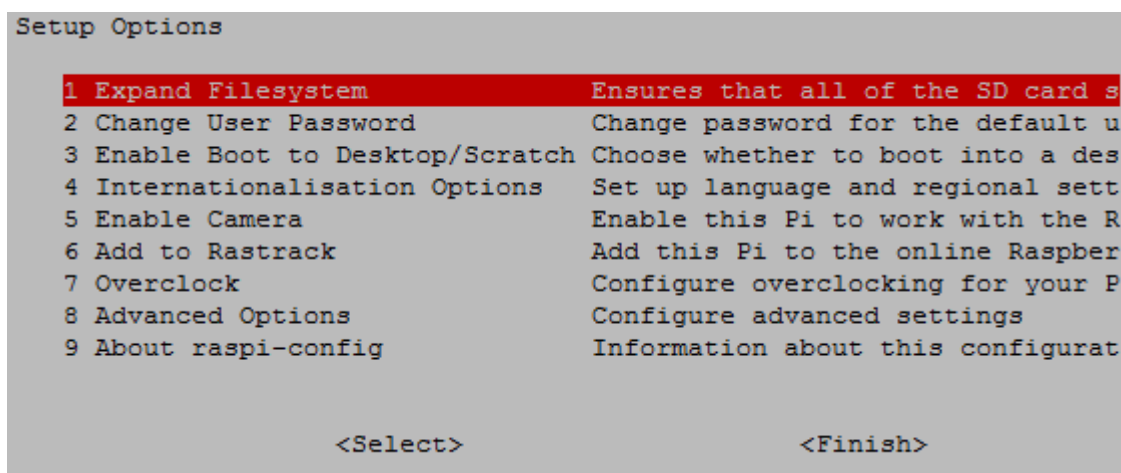 Setup Options
1 Expand Filesystem Ensures that all of the SD card s
2 Change User Password Change password for the default u
3 Enable Boot to Desktop/Scratch Choose whether to boot into a des
4 Internationalisation Options Set up language and regional sett
5 Enable Camera Enable this Pi to work with the R
6 Add to Rastrack Add this Pi to the online Raspber
7 Overclock Configure overclocking for your P
8 Advanced Options Configure advanced settings
9 About raspi-config Information about this configurat
<Select> <Finish>